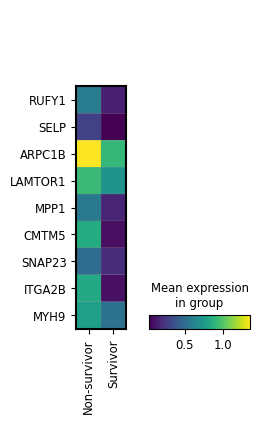 RUFY1
SELP
ARPC1B
LAMTOR1
MPP1
CMTM5
SNAP23
ITGA2B
MYH9
Non-survivor
Survivor
Mean expression
in group
0.5 1.0